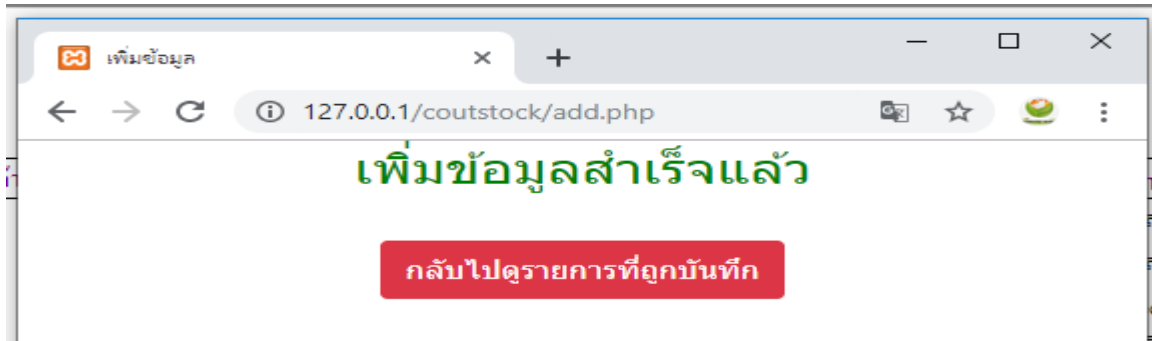 เพิ่มข้อมูล
127.0.0.1/coutstock/add.php
เพิ่มข้อมูลสำเร็จแล้ว
กลับไปดูรายการที่ถูกบันทึก